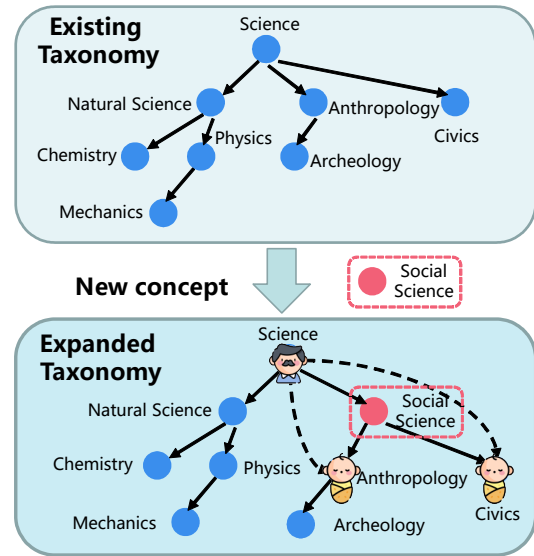 Existing
Taxonomy
Science
Natural Science
Anthropology
Civics
Chemistry
Physics
Archeology
Mechanics
New concept
Social
Science
Expanded
Taxonomy
Science
Natural Science
Social
Science
Chemistry
Physics
Anthropology
Civics
Mechanics
Archeology